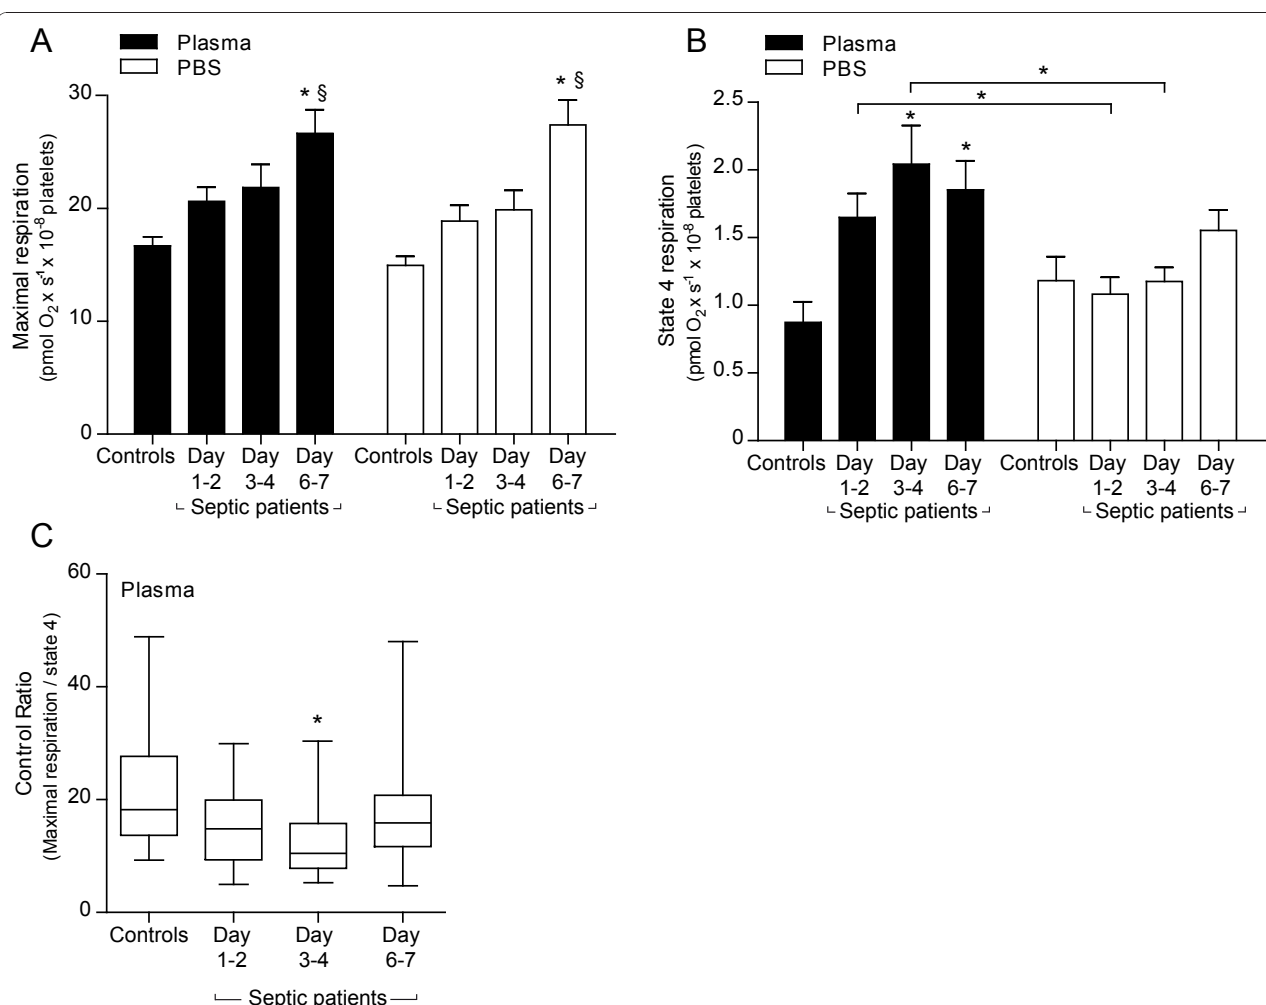 A
Plasma
PBS
Maximal respiration
(pmol O2 x s-1 x 10-8 platelets)
30
20
10
0
* §
* §
Controls Day Day Day Controls Day Day Day
1-2 3-4 6-7 1-2 3-4 6-7
Septic patients Septic patients
B
Plasma
PBS
State 4 respiration
(pmol O2 x s-1 x 10-8 platelets)
2.5
2.0
1.5
1.0
0.5
0
*
*
*
*
Controls Day Day Day Controls Day Day Day
1-2 3-4 6-7 1-2 3-4 6-7
Septic patients Septic patients
C
Plasma
Control Ratio
(Maximal respiration / state 4)
60
40
20
0
*
Controls Day Day Day
1-2 3-4 6-7
Septic patients